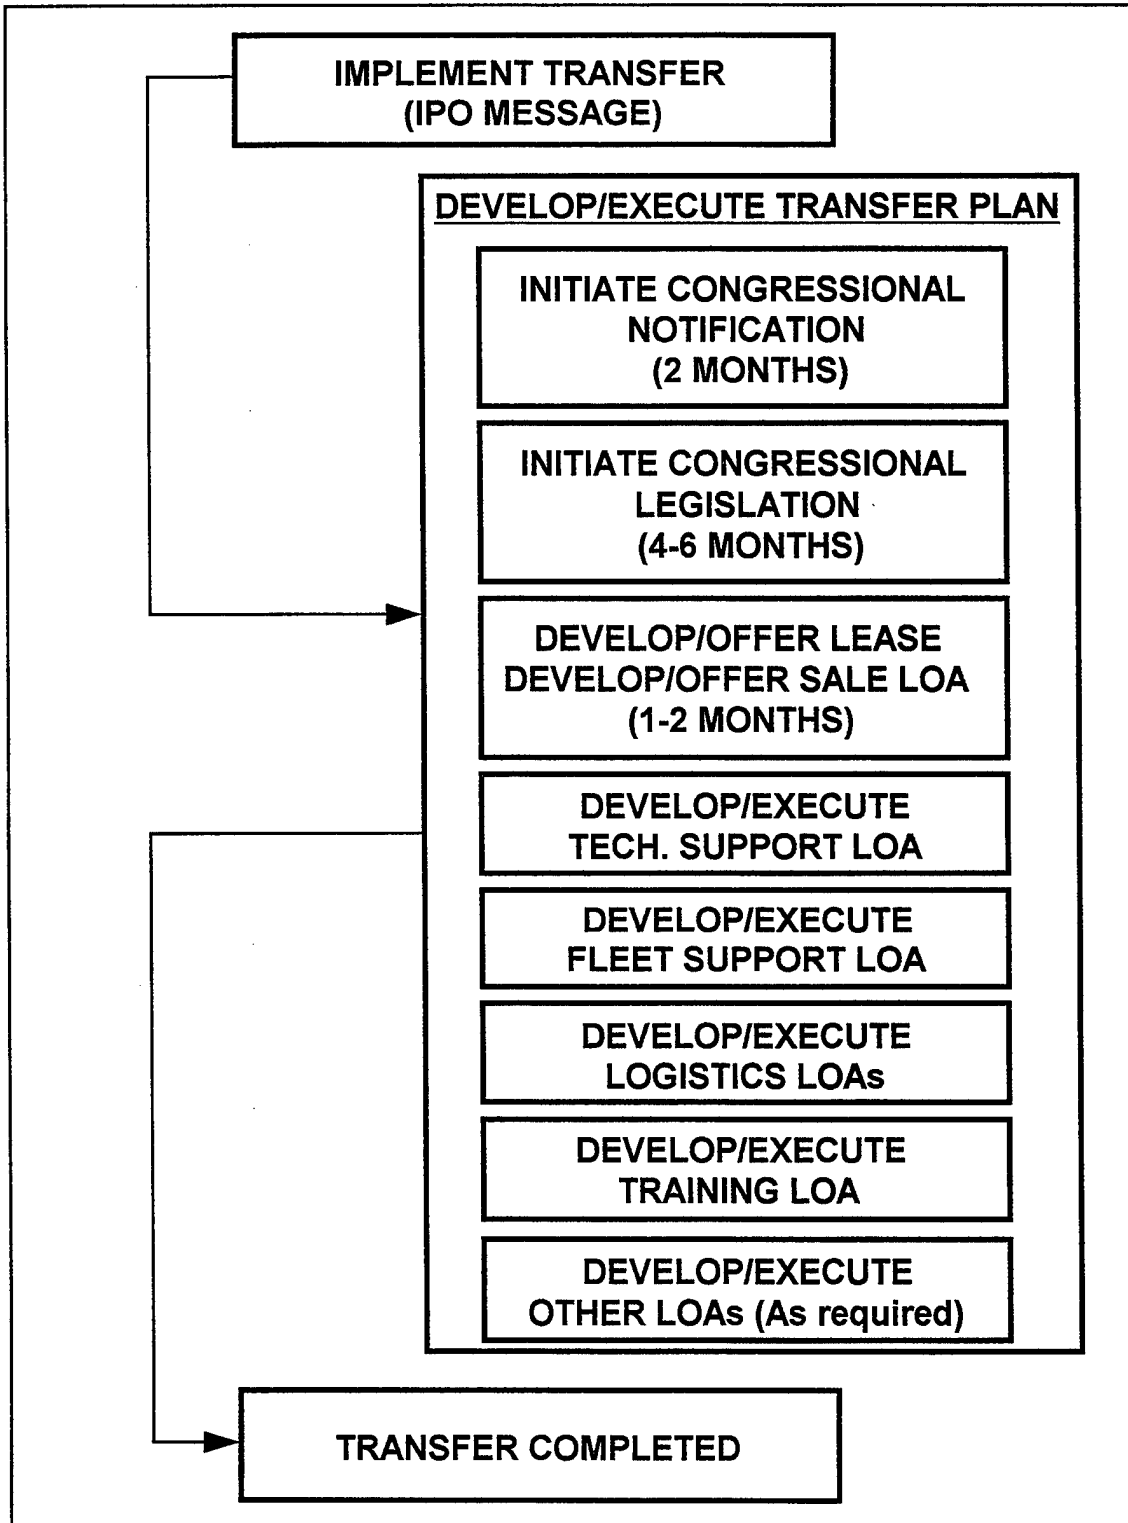 IMPLEMENT TRANSFER
(IPO MESSAGE)
DEVELOP/EXECUTE TRANSFER PLAN
INITIATE CONGRESSIONAL
NOTIFICATION
(2 MONTHS)
INITIATE CONGRESSIONAL
LEGISLATION
(4-6 MONTHS)
DEVELOP/OFFER LEASE
DEVELOP/OFFER SALE LOA
(1-2 MONTHS)
DEVELOP/EXECUTE
TECH. SUPPORT LOA
DEVELOP/EXECUTE
FLEET SUPPORT LOA
DEVELOP/EXECUTE
LOGISTICS LOAs
DEVELOP/EXECUTE
TRAINING LOA
DEVELOP/EXECUTE
OTHER LOAs (As required)
TRANSFER COMPLETED